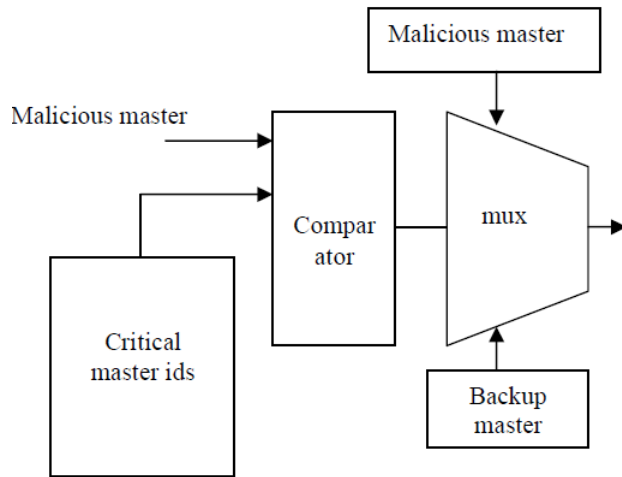 Malicious master
Malicious master
Compar
ator
mux
Critical
master ids
Backup
master